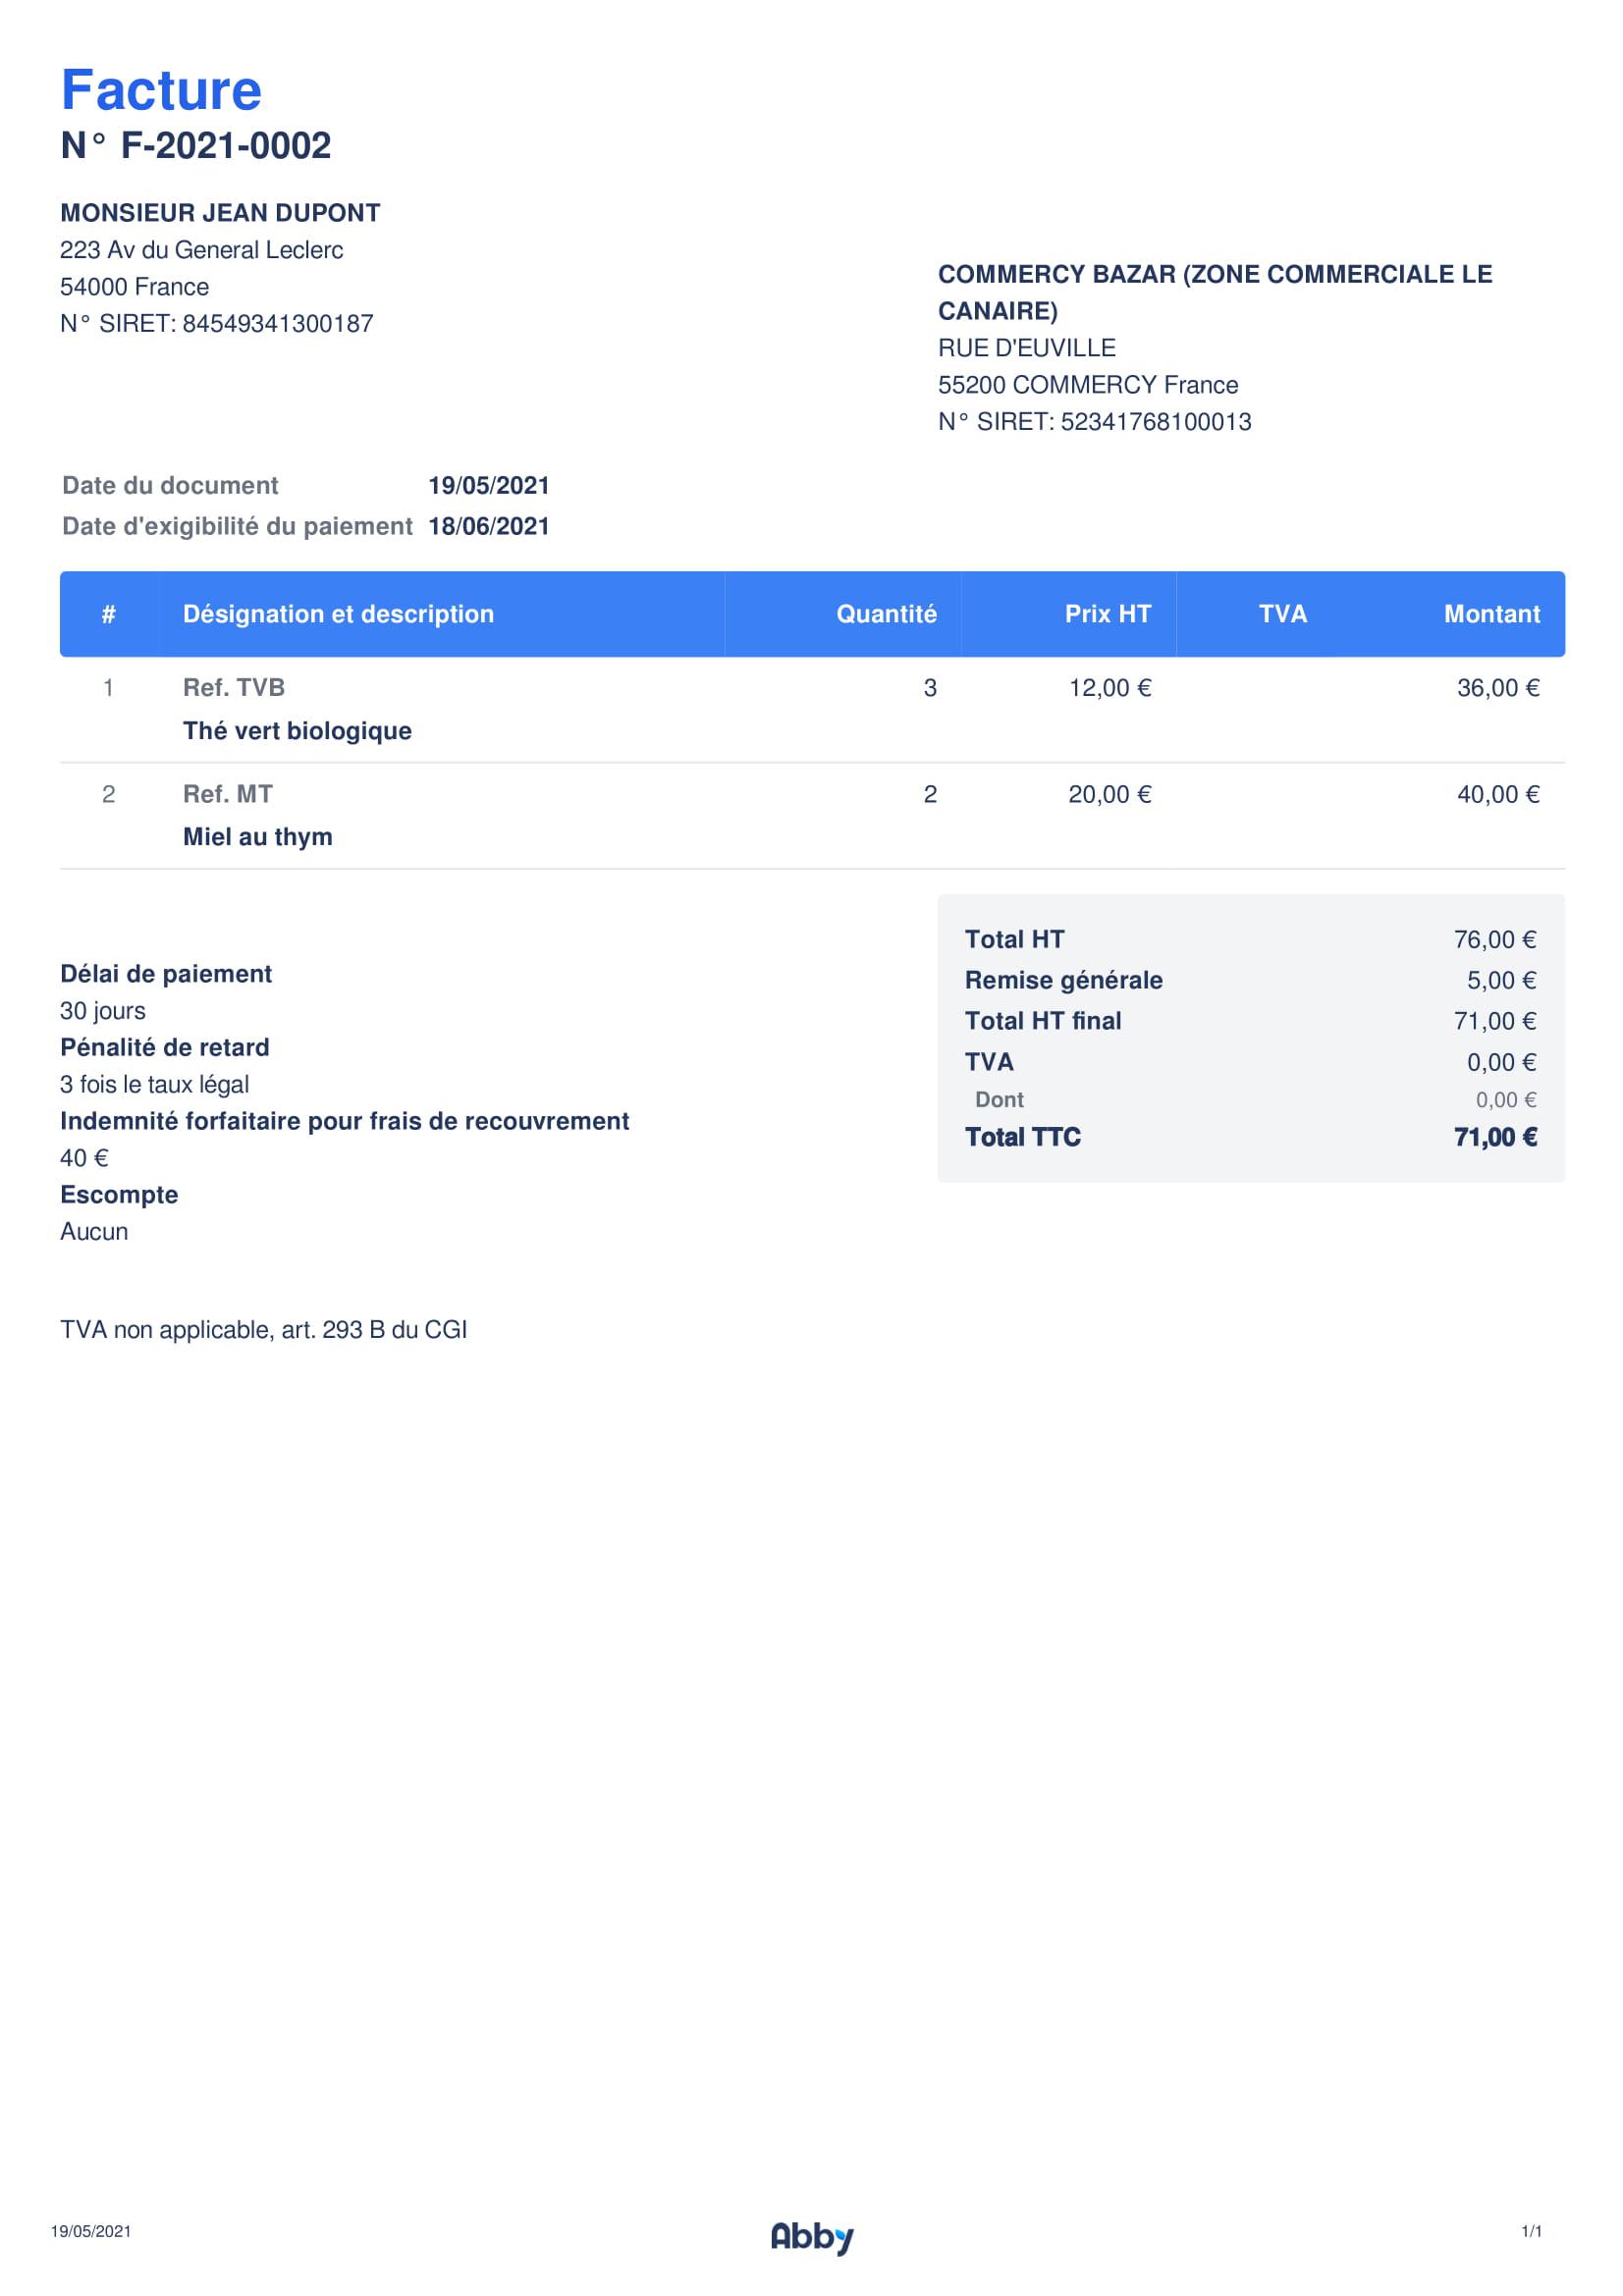 Facture
N° F-2021-0002
MONSIEUR JEAN DUPONT
223 Av du General Leclerc
54000 France
N° SIRET: 84549341300187
COMMERCY BAZAR (ZONE COMMERCIALE LE
CANAIRE)
RUE D'EUVILLE
55200 COMMERCY France
N° SIRET: 52341768100013
Date du document 19/05/2021
Date d'exigibilité du paiement 18/06/2021
# Désignation et description Quantité Prix HT TVA Montant
1 Ref. TVB 3 12,00 € 36,00 €
Thé vert biologique
2 Ref. MT 2 20,00 € 40,00 €
Miel au thym
Total HT 76,00 €
Remise générale 5,00 €
Total HT final 71,00 €
TVA 0,00 €
Dont 0,00 €
Total TTC 71,00 €
Délai de paiement
30 jours
Pénalité de retard
3 fois le taux légal
Indemnité forfaitaire pour frais de recouvrement
40 €
Escompte
Aucun
TVA non applicable, art. 293 B du CGI
19/05/2021 Abby 1/1